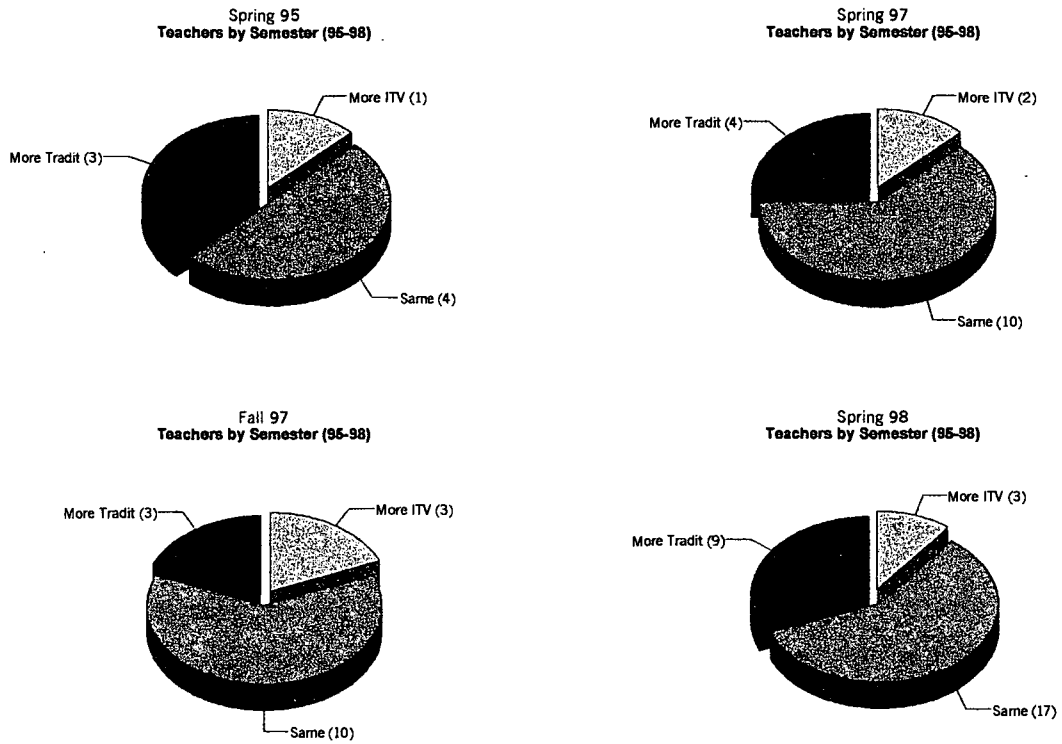 Spring 95
Teachers by Semester (95-98)
More ITV (1)
More Tradit (3)
Same (4)
Spring 97
Teachers by Semester (95-98)
More ITV (2)
More Tradit (4)
Same (10)
Fall 97
Teachers by Semester (95-98)
More Tradit (3)
More ITV (3)
Same (10)
Spring 98
Teachers by Semester (95-98)
More ITV (3)
More Tradit (9)
Same (17)